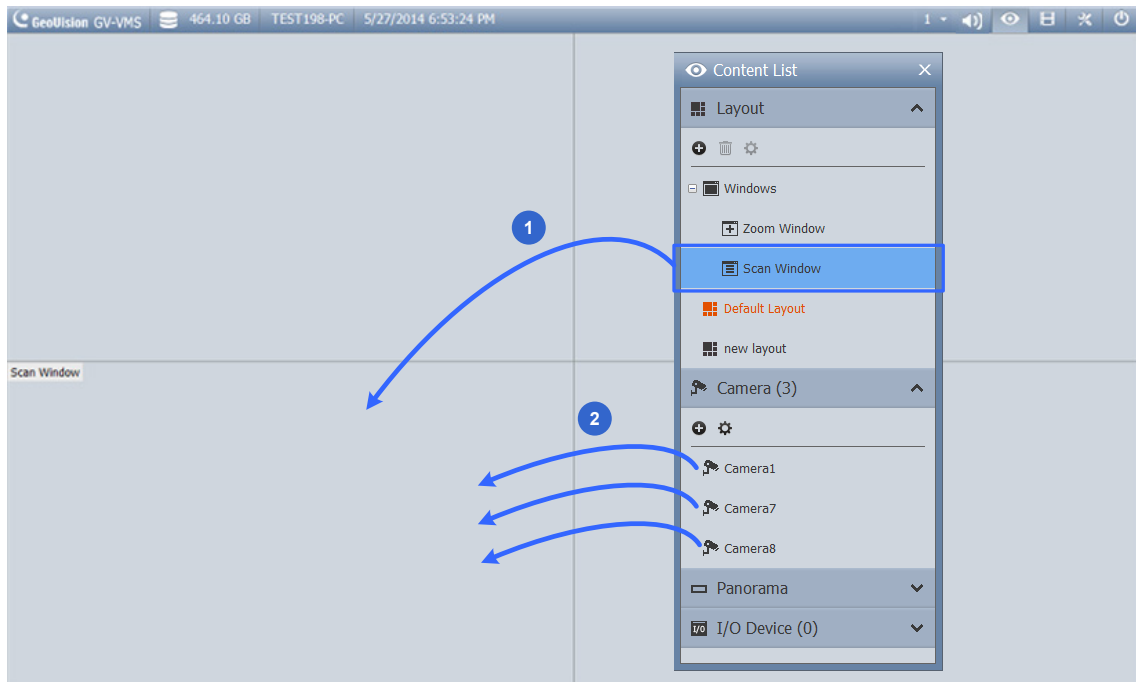 GeoVision GV-VMS 464.10 GB TEST198-PC 5/27/2014 6:53:24 PM 1
Content List
Layout
Windows
1
Zoom Window
Scan Window
Default Layout
new layout
Scan Window
Camera (3)
2
Camera1
Camera7
Camera8
Panorama
I/O I/O Device (0)